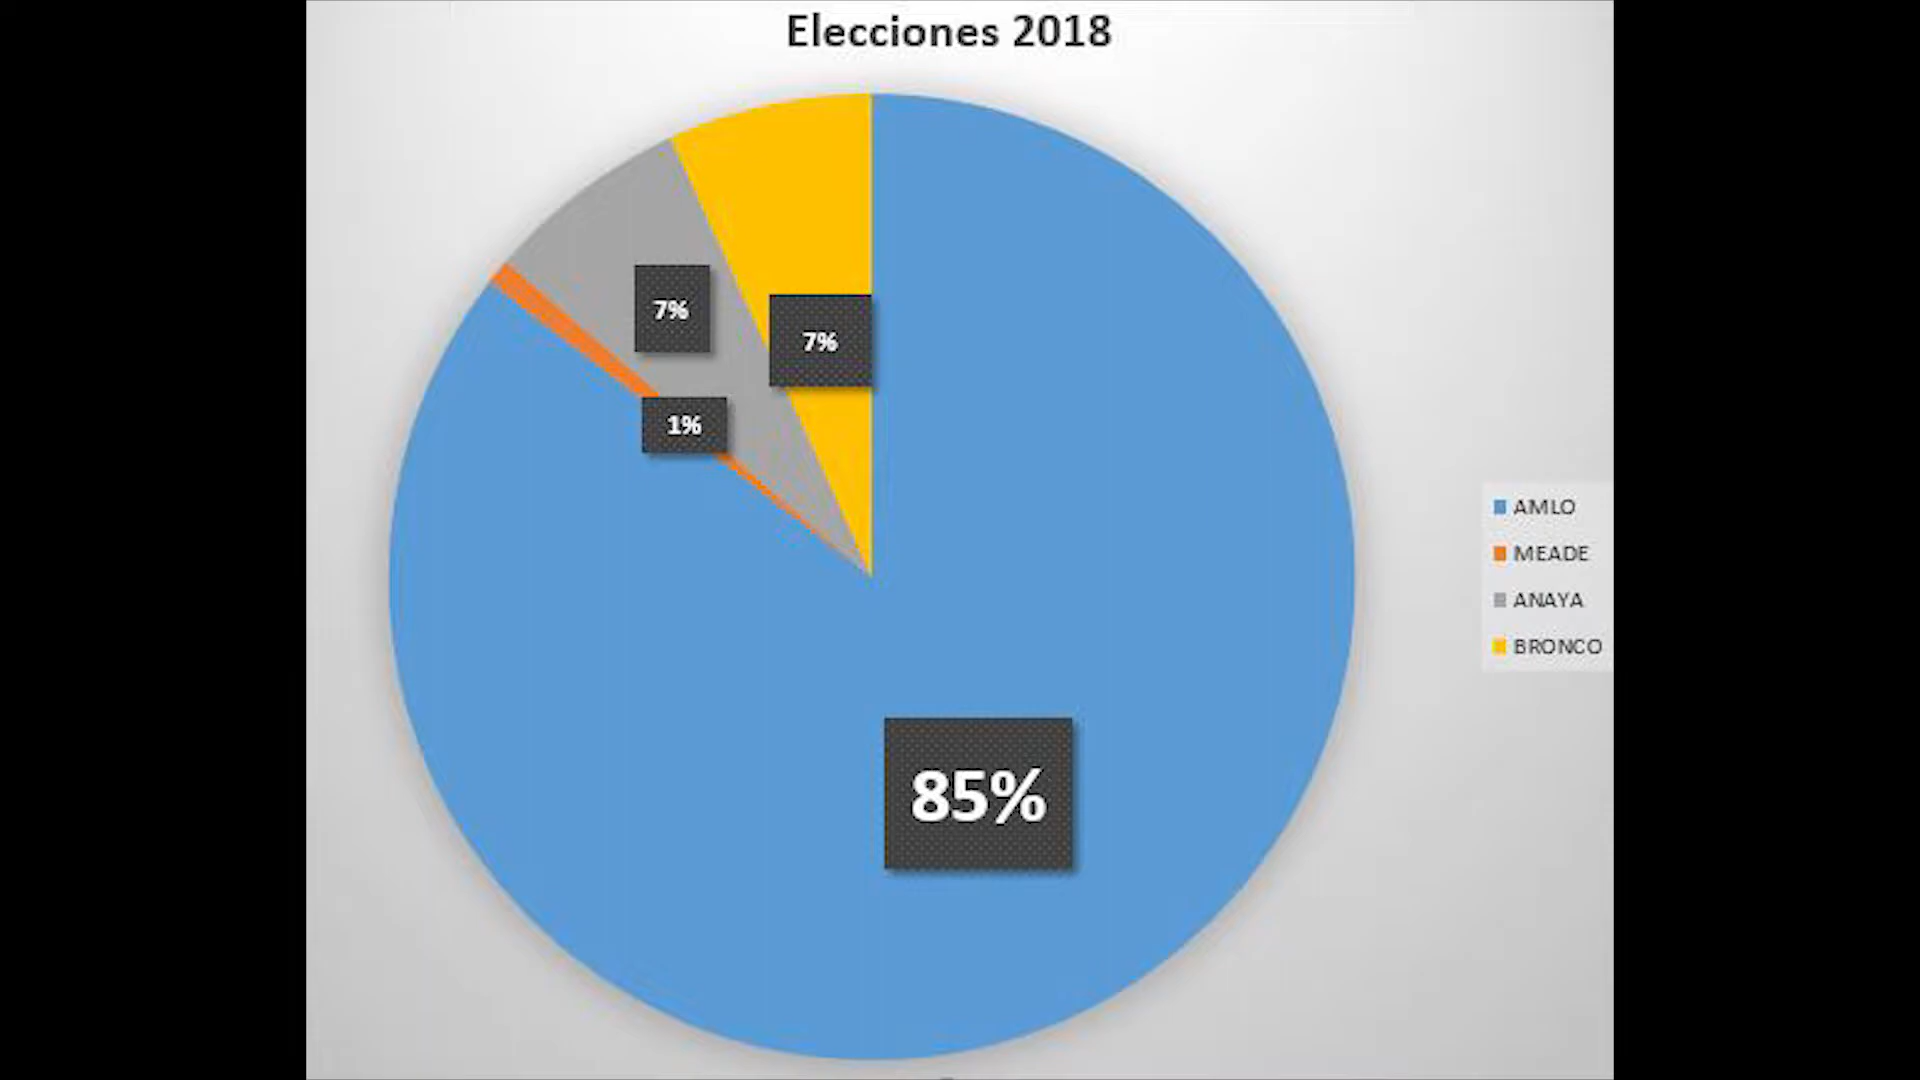 Elecciones 2018
7%
7%
1%
85%
AMLO
MEADE
ANAYA
BRONCO